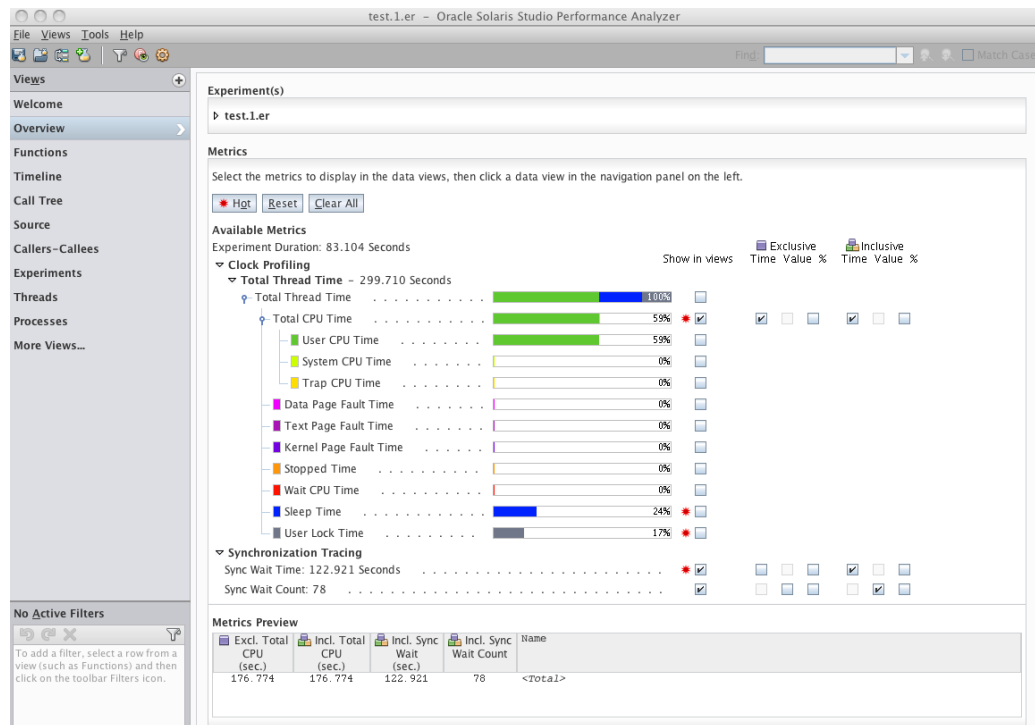 test.1.er - Oracle Solaris Studio Performance Analyzer
File Views Tools Help
Find: Match Case
Views
Welcome
Overview
Functions
Timeline
Call Tree
Source
Callers-Callees
Experiments
Threads
Processes
More Views...
No Active Filters
To add a filter, select a row from a
view (such as Functions) and then
click on the toolbar Filters icon.
Experiment(s)
test.1.er
Metrics
Select the metrics to display in the data views, then click a data view in the navigation panel on the left.
Hot Reset Clear All
Available Metrics
Experiment Duration: 83.104 Seconds
Exclusive Inclusive
Show in views Time Value % Time Value %
Clock Profiling
Total Thread Time - 299.710 Seconds
Total Thread Time . . . . . . . . . . . 100%
Total CPU Time . . . . . . . . . . . 59%
User CPU Time . . . . . . . . 59%
System CPU Time . . . . . . . 0%
Trap CPU Time . . . . . . . . 0%
Data Page Fault Time . . . . . . . 0%
Text Page Fault Time . . . . . . . 0%
Kernel Page Fault Time . . . . . . 0%
Stopped Time . . . . . . . . . . 0%
Wait CPU Time . . . . . . . . . . 0%
Sleep Time . . . . . . . . . . . . 24%
User Lock Time . . . . . . . . . . 17%
Synchronization Tracing
Sync Wait Time: 122.921 Seconds . . . . . . . . . . . . . . . . . . . . . . . . .
Sync Wait Count: 78 . . . . . . . . . . . . . . . . . . . . . . . . . . . . . . . .
Metrics Preview
Excl. Total Incl. Total Incl. Sync Incl. Sync Name
CPU CPU Wait Wait Count
(sec.) (sec.) (sec.)
176.774 176.774 122.921 78 <Total>